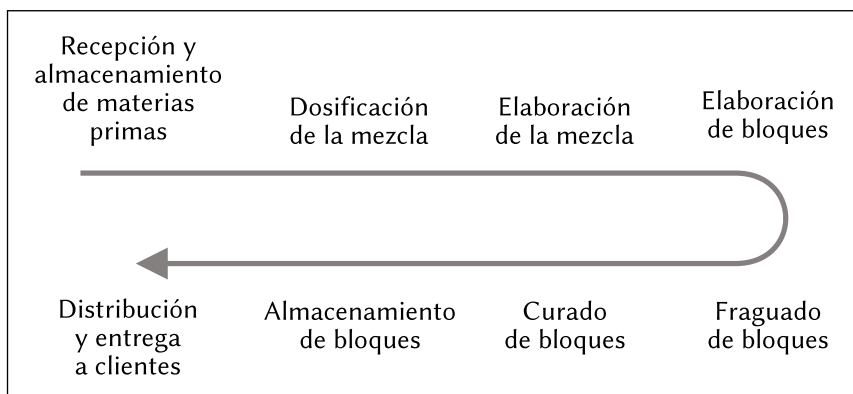 Recepción y
almacenamiento
de materias
primas
Dosificación
de la mezcla
Elaboración
de la mezcla
Elaboración
de bloques
Distribución
y entrega
a clientes
Almacenamiento
de bloques
Curado
de bloques
Fraguado
de bloques